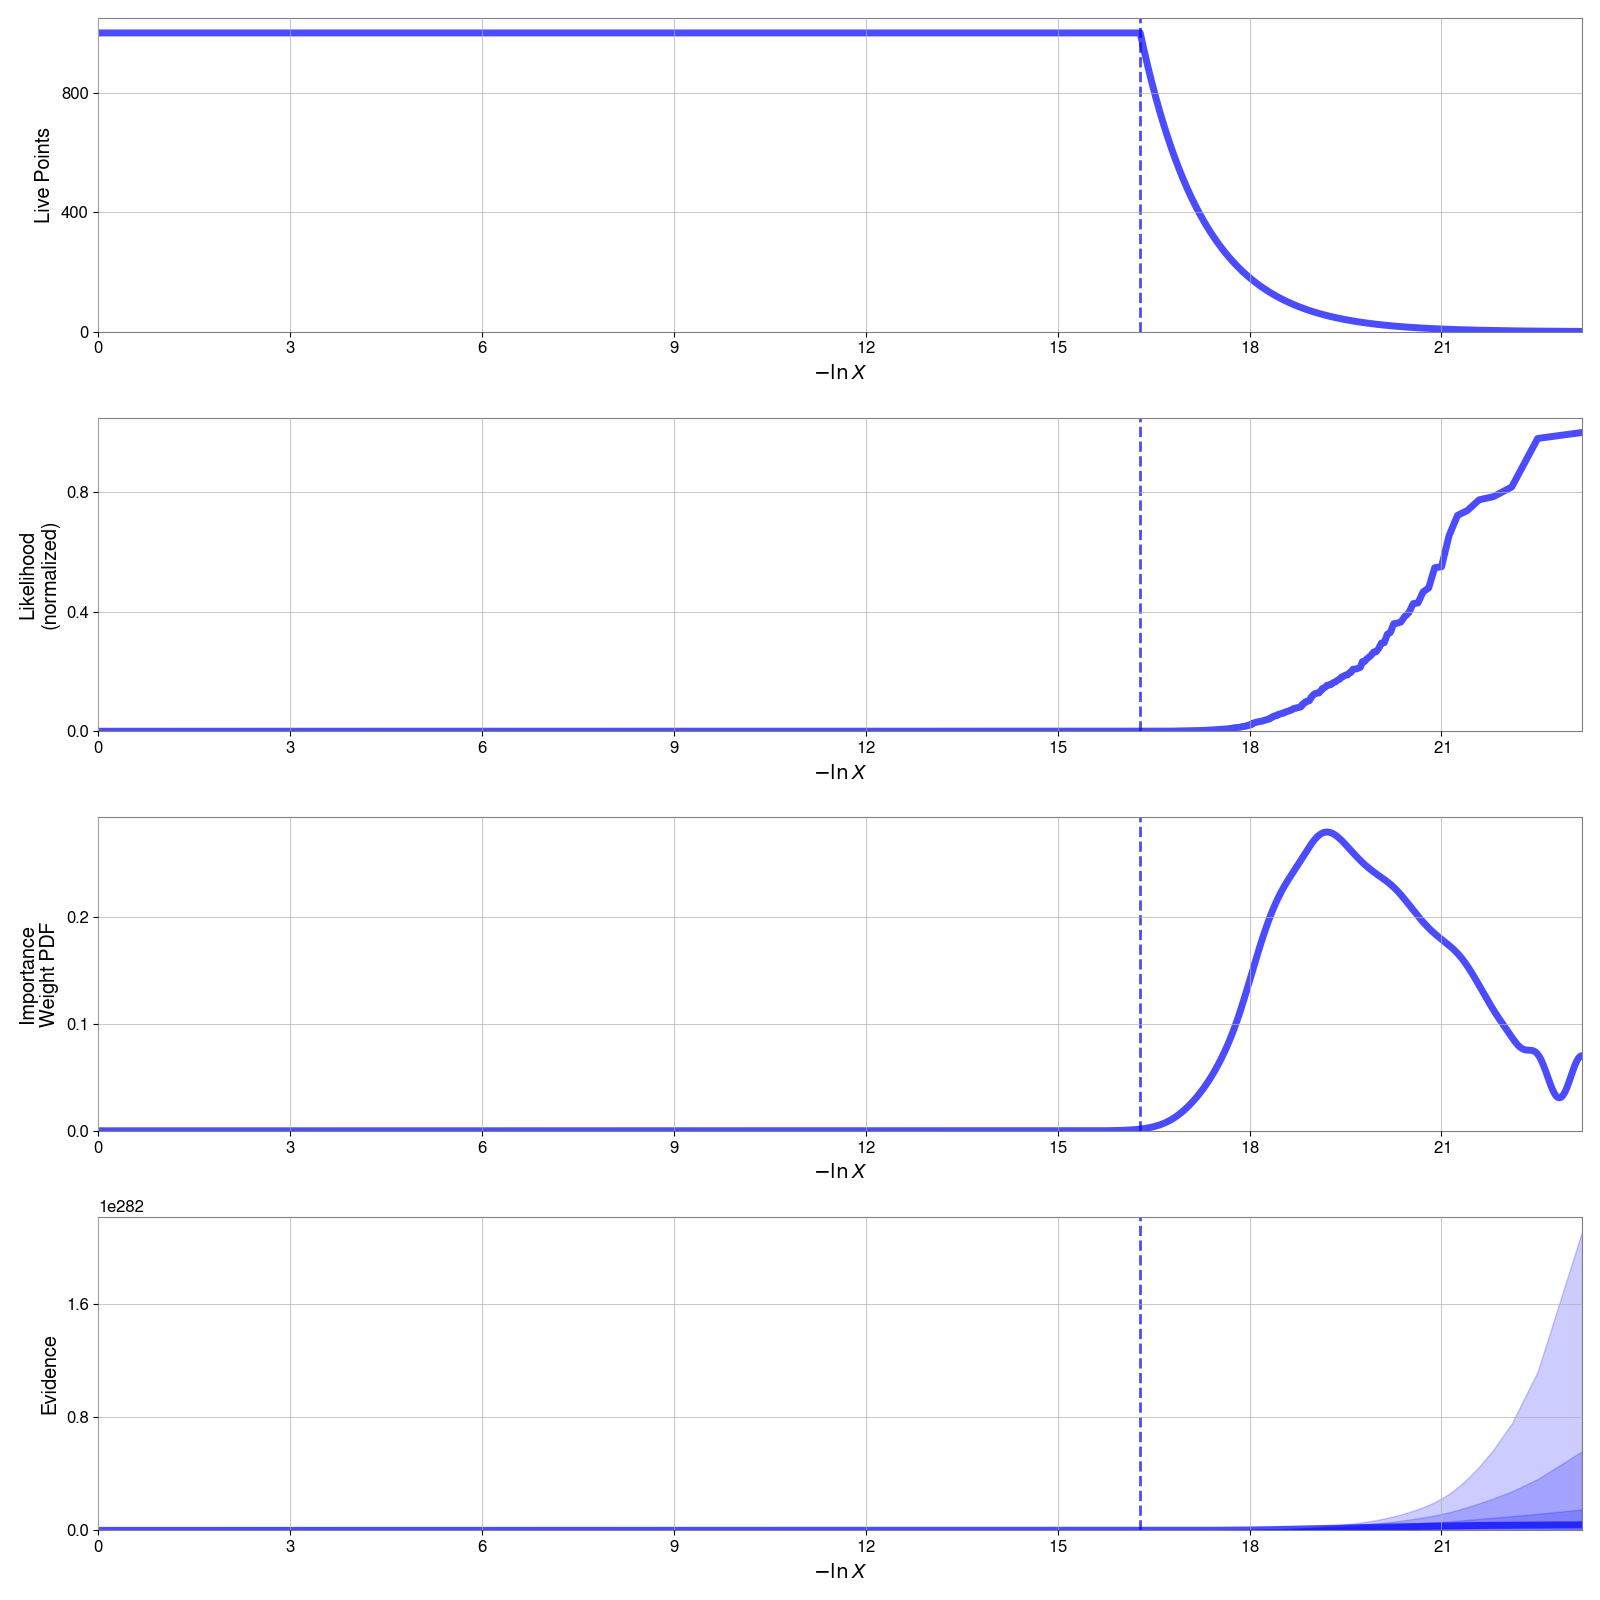 800
400
0
Live Points
0 3 6 9 12 15 18 21
−ln X
0.8
0.4
0.0
Likelihood
(normalized)
0 3 6 9 12 15 18 21
−ln X
0.2
0.1
0.0
Importance
Weight PDF
0 3 6 9 12 15 18 21
−ln X
1e282
1.6
0.8
0.0
Evidence
0 3 6 9 12 15 18 21
−ln X